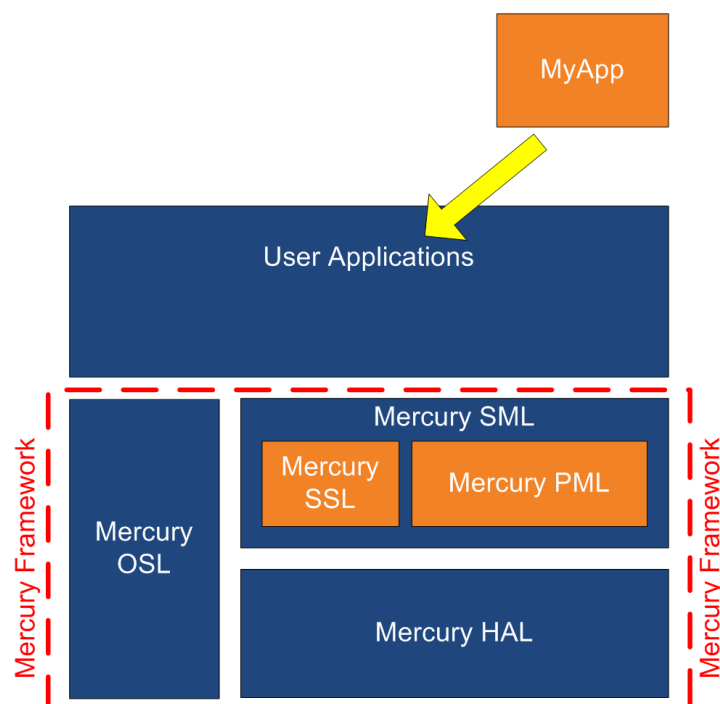 MyApp
User Applications
Mercury Framework
Mercury
OSL
Mercury SML
Mercury
SSL
Mercury PML
Mercury HAL
Mercury Framework